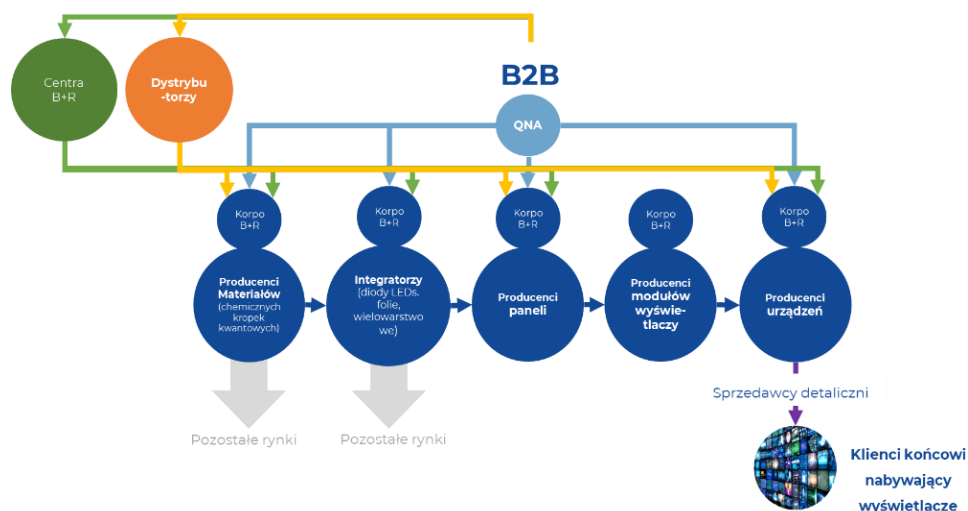 Centra
B+R
Dystrybu
-torzy
B2B
QNA
Korpo
B+R
Korpo
B+R
Korpo
B+R
Korpo
B+R
Korpo
B+R
Producenci
Materiałów
(chemicznych
kropek
kwantowych)
Integratorzy
(diody LEDs.
folie,
wielowarstwo
we)
Producenci
paneli
Producenci
modułów
wyświe-
tlaczy
Producenci
urządzeń
Pozostałe rynki
Pozostałe rynki
Sprzedawcy detaliczni
Klienci końcowi
nabywający
wyświetlacze